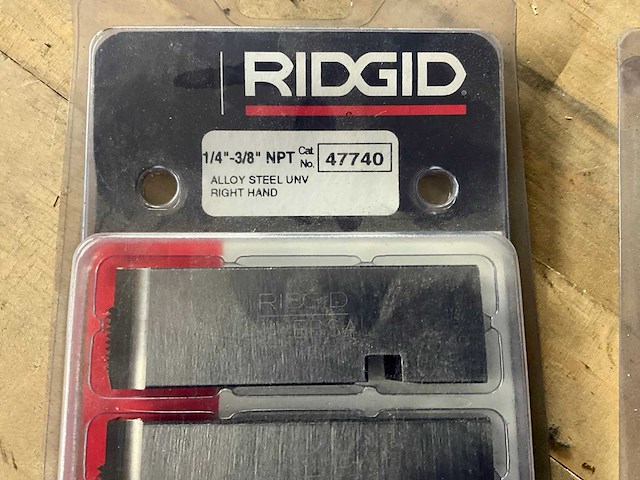 RIDGID
1/4"-3/8" NPT Cat. No. 47740
ALLOY STEEL UNV
RIGHT HAND
RIDGID